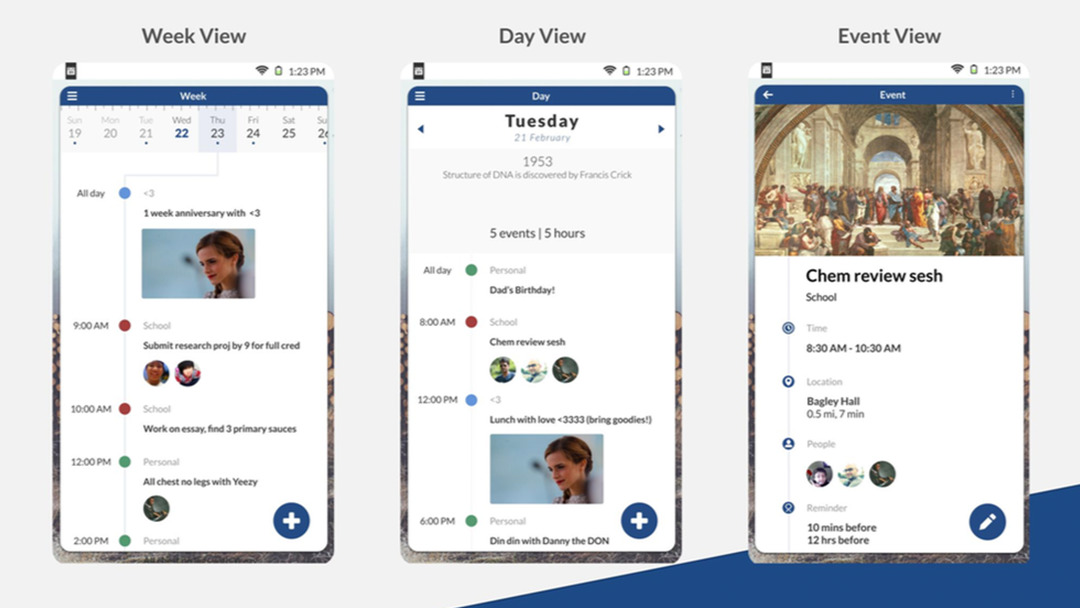 Week View
Day View
Event View
1:23 PM
Week
Sun Mon Tue Wed Thu Fri Sat Su
19 20 21 22 23 24 25 26
All day
<3
1 week anniversary with <3
9:00 AM
School
Submit research proj by 9 for full cred
10:00 AM
School
Work on essay, find 3 primary sauces
12:00 PM
Personal
All chest no legs with Yeezy
2:00 PM
Personal
1:23 PM
Day
Tuesday
21 February
1953
Structure of DNA is discovered by Francis Crick
5 events | 5 hours
All day
Personal
Dad's Birthday!
8:00 AM
School
Chem review sesh
12:00 PM
<3
Lunch with love <3333 (bring goodies!)
6:00 PM
Personal
Din din with Danny the DON
1:23 PM
Event
Chem review sesh
School
Time
8:30 AM - 10:30 AM
Location
Bagley Hall
0.5 mi, 7 min
People
Reminder
10 mins before
12 hrs before